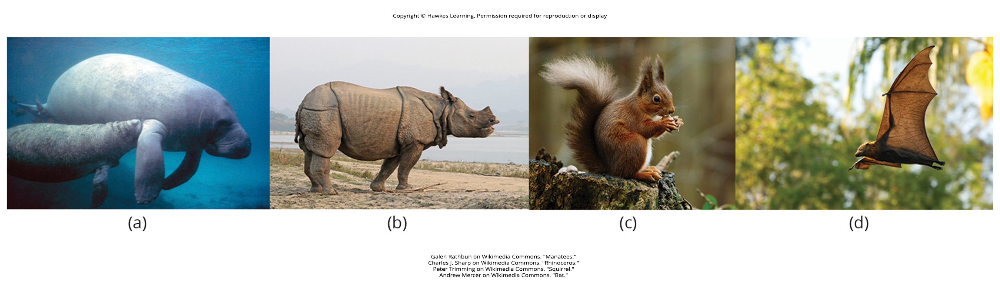 Copyright © Hawkes Learning. Permission required for reproduction or display
(a)
(b)
(c)
(d)
Galen Rathbun on Wikimedia Commons. "Manatees."
Charles J. Sharp on Wikimedia Commons. "Rhinoceros."
Peter Trimming on Wikimedia Commons. "Squirrel."
Andrew Mercer on Wikimedia Commons. "Bat."